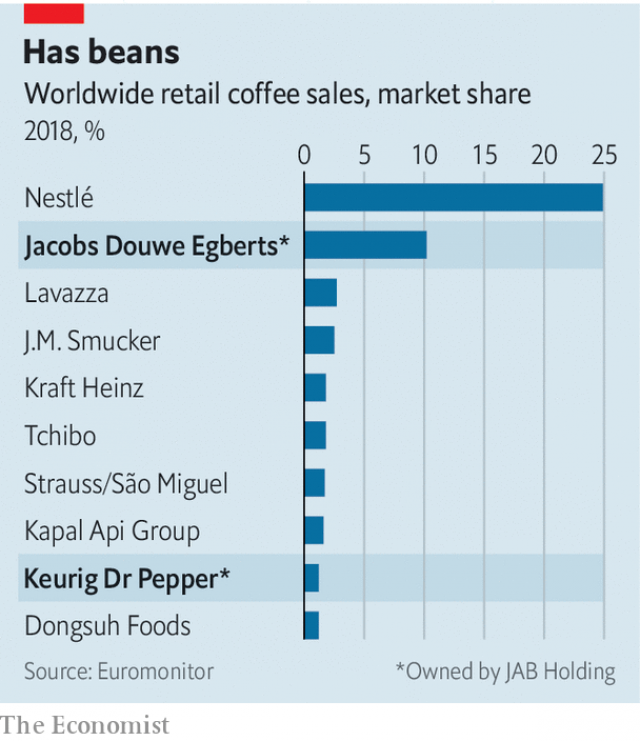 Has beans
Worldwide retail coffee sales, market share
2018, %
0 5 10 15 20 25
Nestlé
Jacobs Douwe Egberts*
Lavazza
J.M. Smucker
Kraft Heinz
Tchibo
Strauss/São Miguel
Kapal Api Group
Keurig Dr Pepper*
Dongsuh Foods
Source: Euromonitor *Owned by JAB Holding
The Economist